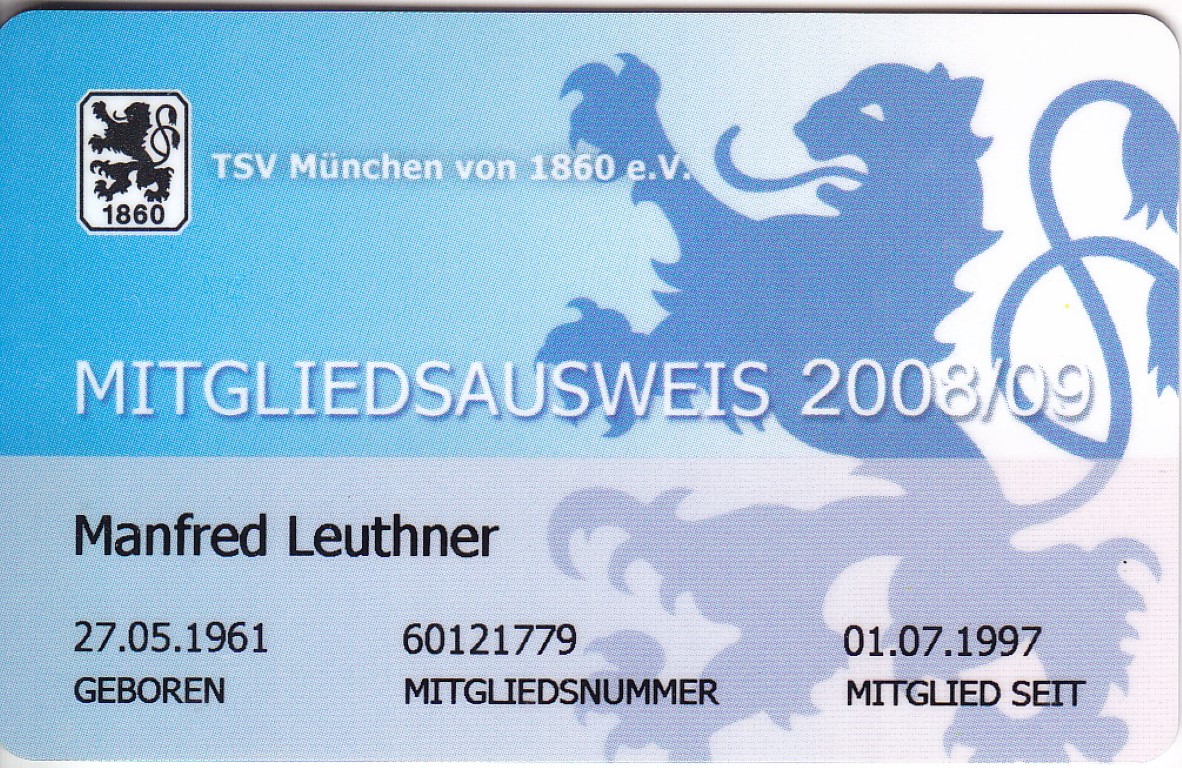 TSV München von 1860 e.V.
1860
MITGLIEDSAUSWEIS 2008/09
Manfred Leuthner
27.05.1961 60121779 01.07.1997
GEBOREN MITGLIEDSNUMMER MITGLIED SEIT